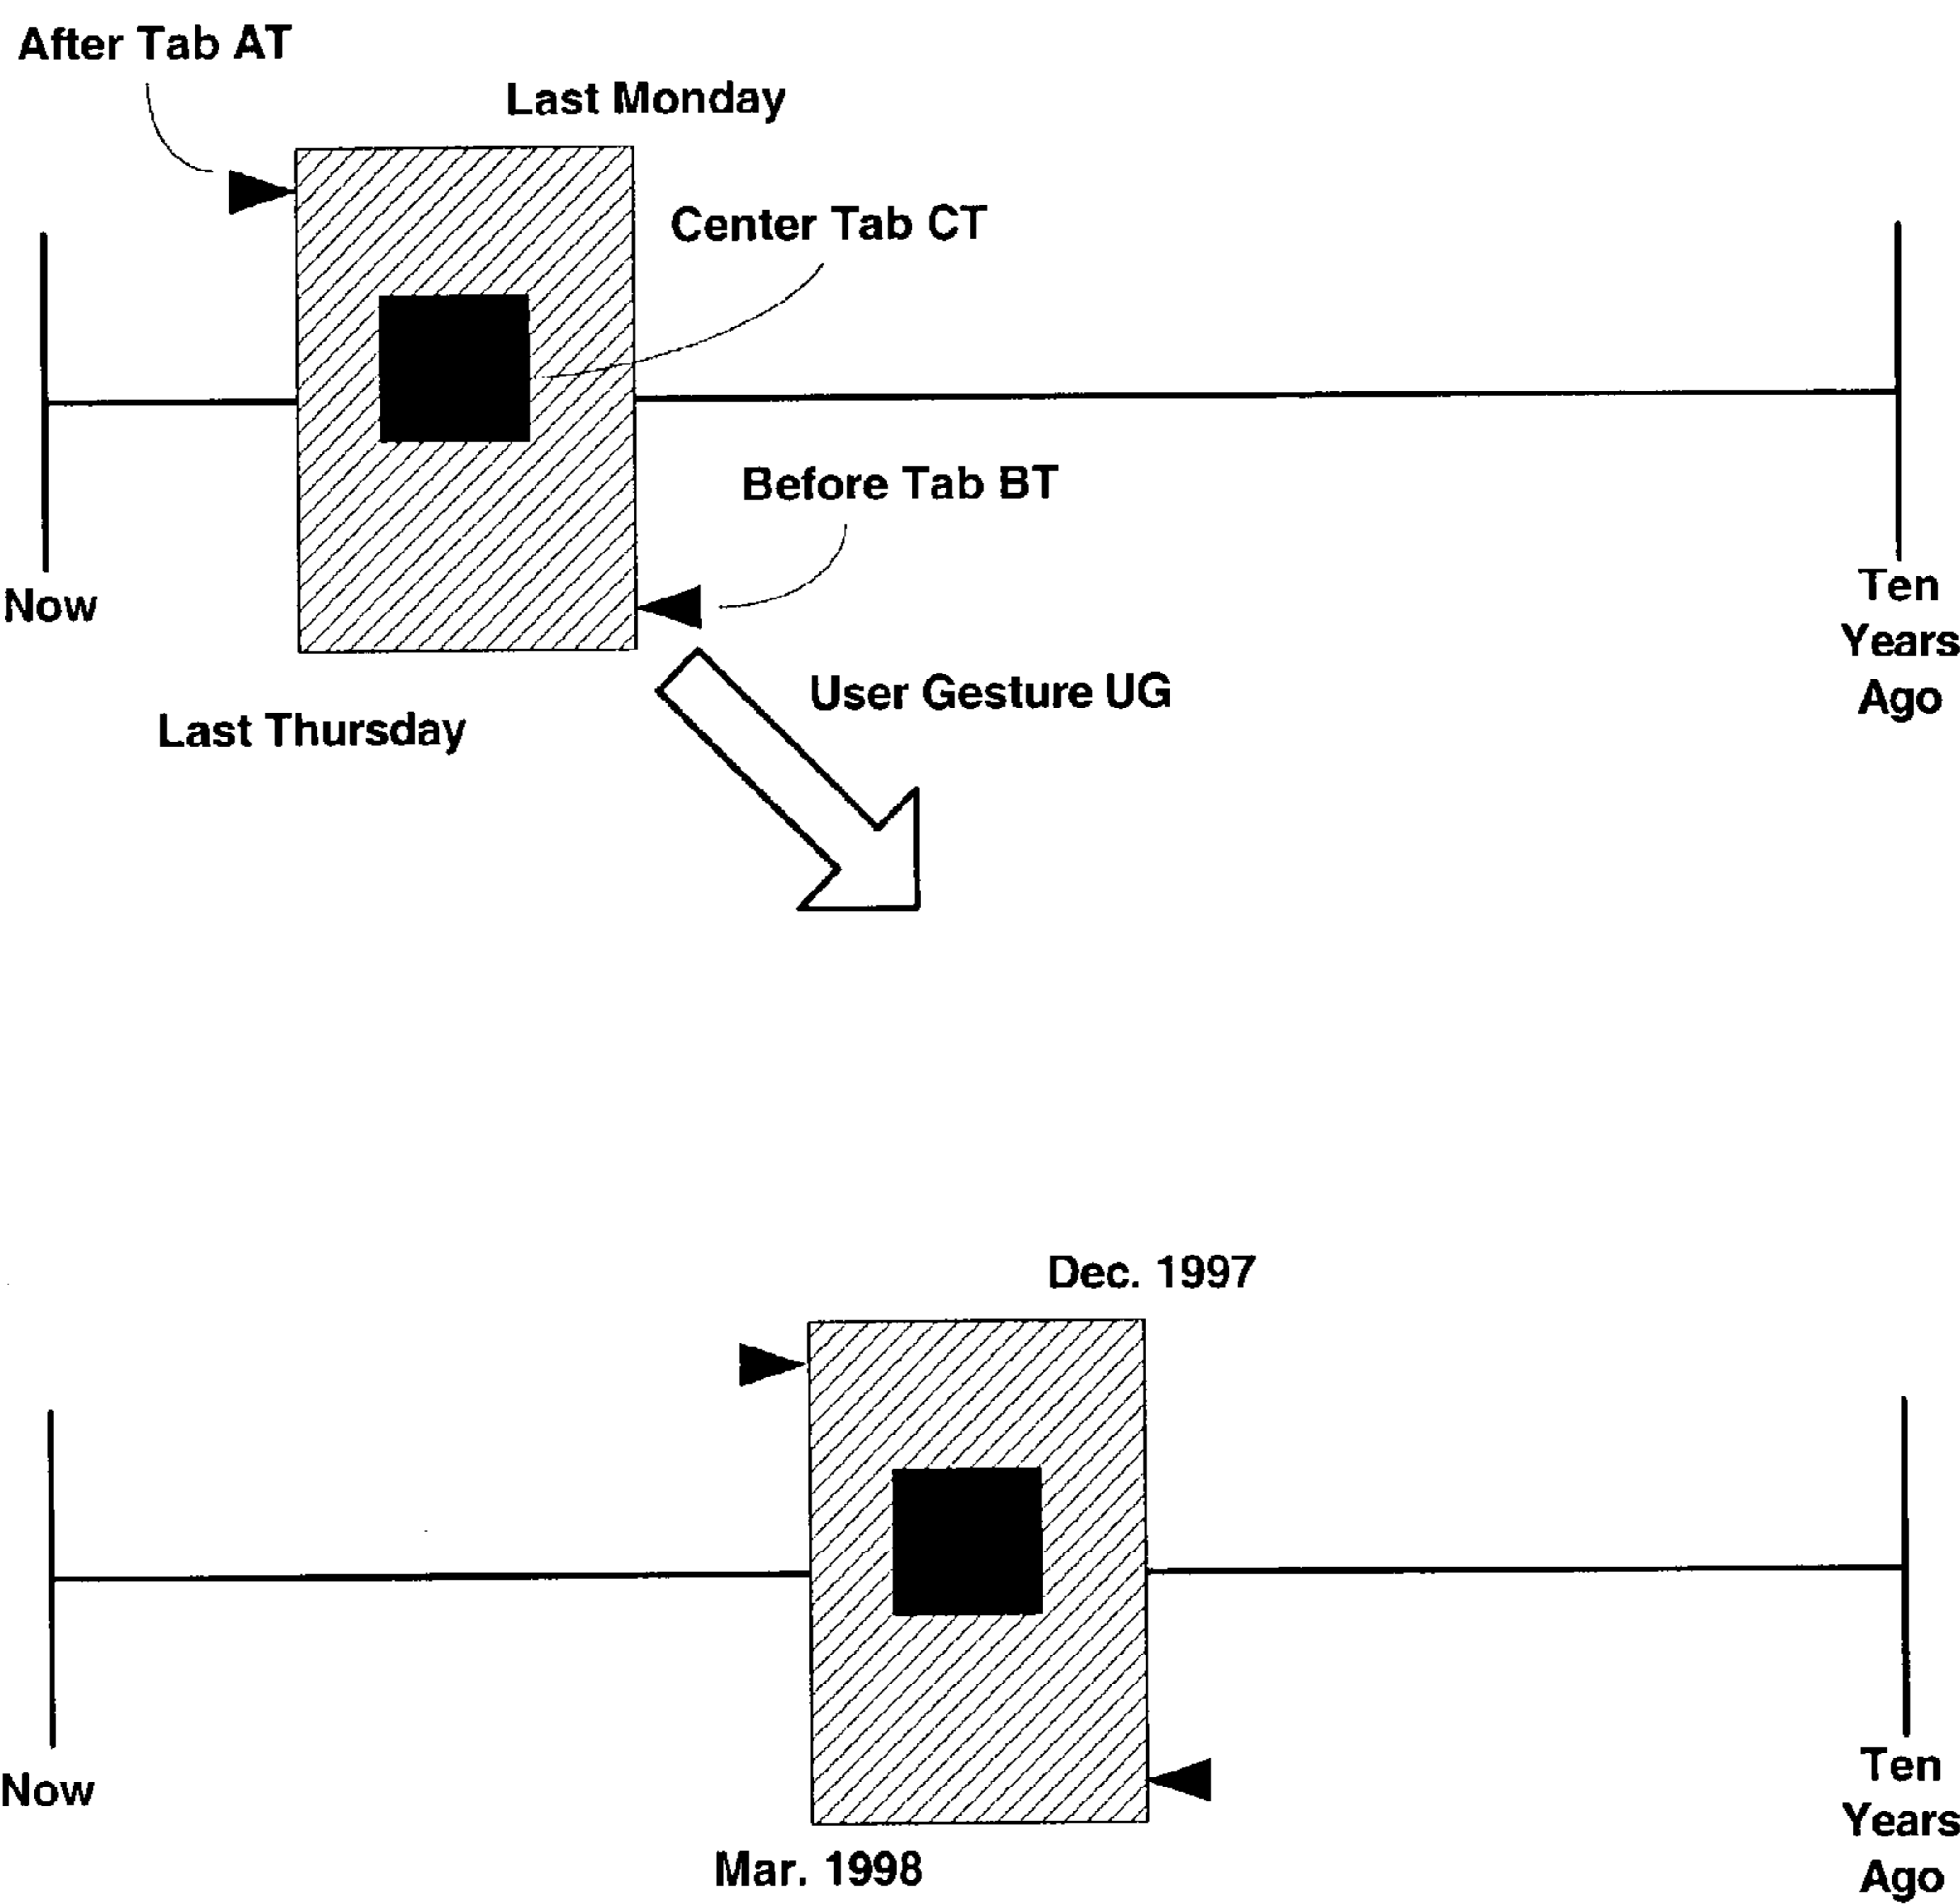 After Tab AT
Last Monday
Center Tab CT
Before Tab BT
Now
Ten
Years
Ago
User Gesture UG
Last Thursday
Dec. 1997
Now
Ten
Years
Ago
Mar. 1998